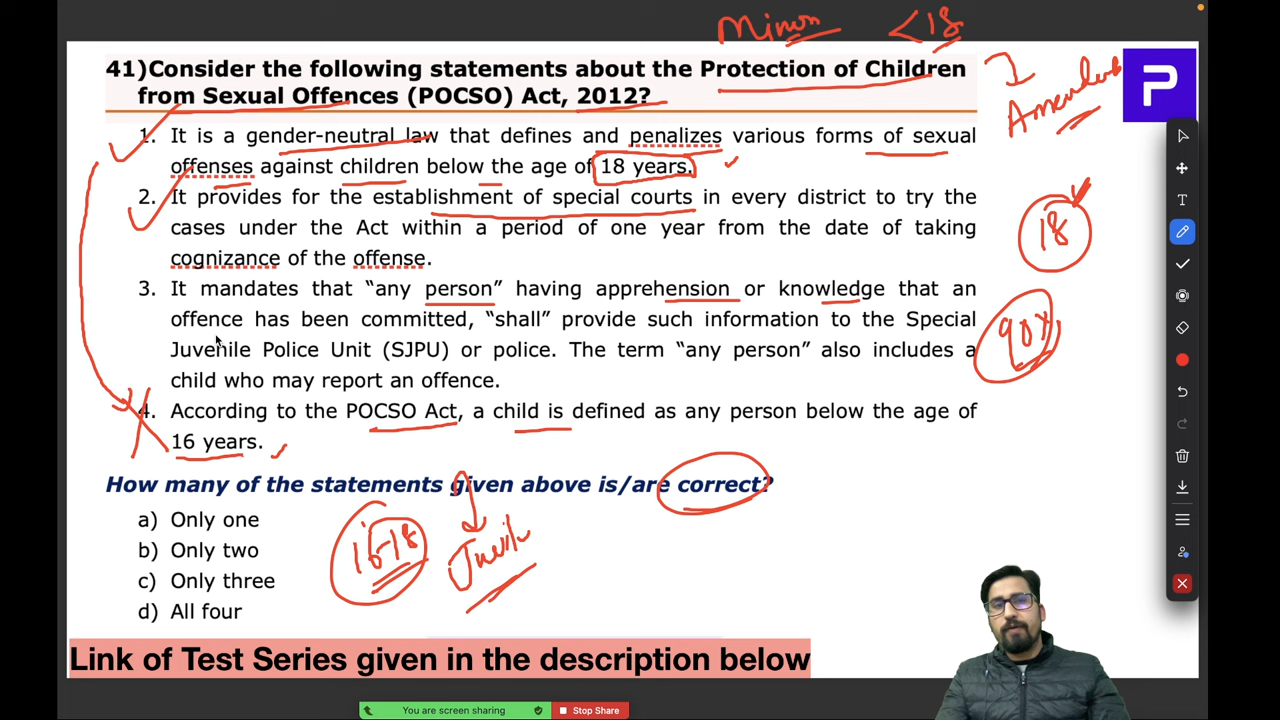 Minor <18
41)Consider the following statements about the Protection of Children
from Sexual Offences (POCSO) Act, 2012?
P
1. It is a gender-neutral law that defines and penalizes various forms of sexual
offenses against children below the age of 18 years.
2. It provides for the establishment of special courts in every district to try the
cases under the Act within a period of one year from the date of taking
cognizance of the offense.
18
3. It mandates that “any person” having apprehension or knowledge that an
offence has been committed, “shall” provide such information to the Special
Juvenile Police Unit (SJPU) or police. The term “any person” also includes a
child who may report an offence.
4. According to the POCSO Act, a child is defined as any person below the age of
16 years.
How many of the statements given above is/are correct?
a) Only one
b) Only two
c) Only three
d) All four
16-18
Link of Test Series given in the description below
You are screen sharing
Stop Share
T